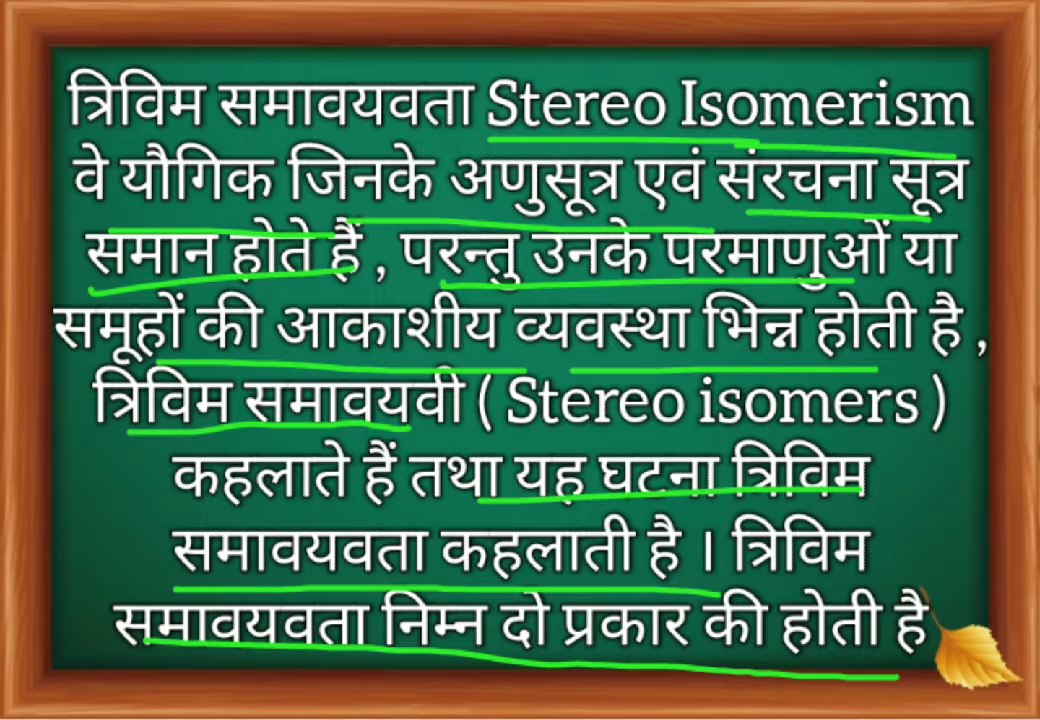 त्रिविम समावयवता Stereo Isomerism
वे यौगिक जिनके अणुसूत्र एवं संरचना सूत्र
समान होते हैं , परन्तु उनके परमाणुओं या
समूहों की आकाशीय व्यवस्था भिन्न होती है ,
त्रिविम समावयवी ( Stereo isomers )
कहलाते हैं तथा यह घटना त्रिविम
समावयवता कहलाती है । त्रिविम
समावयवता निम्न दो प्रकार की होती है